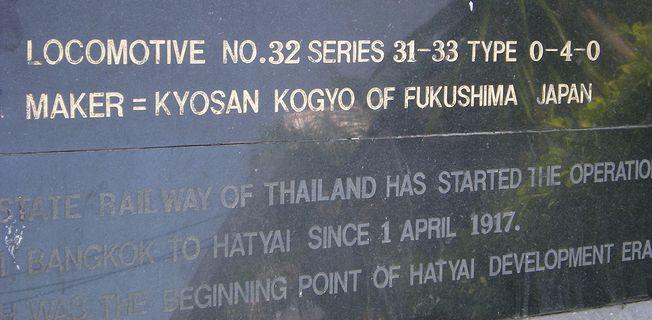 LOCOMOTIVE NO.32 SERIES 31-33 TYPE 0-4-0
MAKER = KYOSAN KOGYO OF FUKUSHIMA JAPAN
STATE RAILWAY OF THAILAND HAS STARTED THE OPERATION
BANGKOK TO HATYAI SINCE 1 APRIL 1917.
WAS THE BEGINNING POINT OF HATYAI DEVELOPMENT ERA